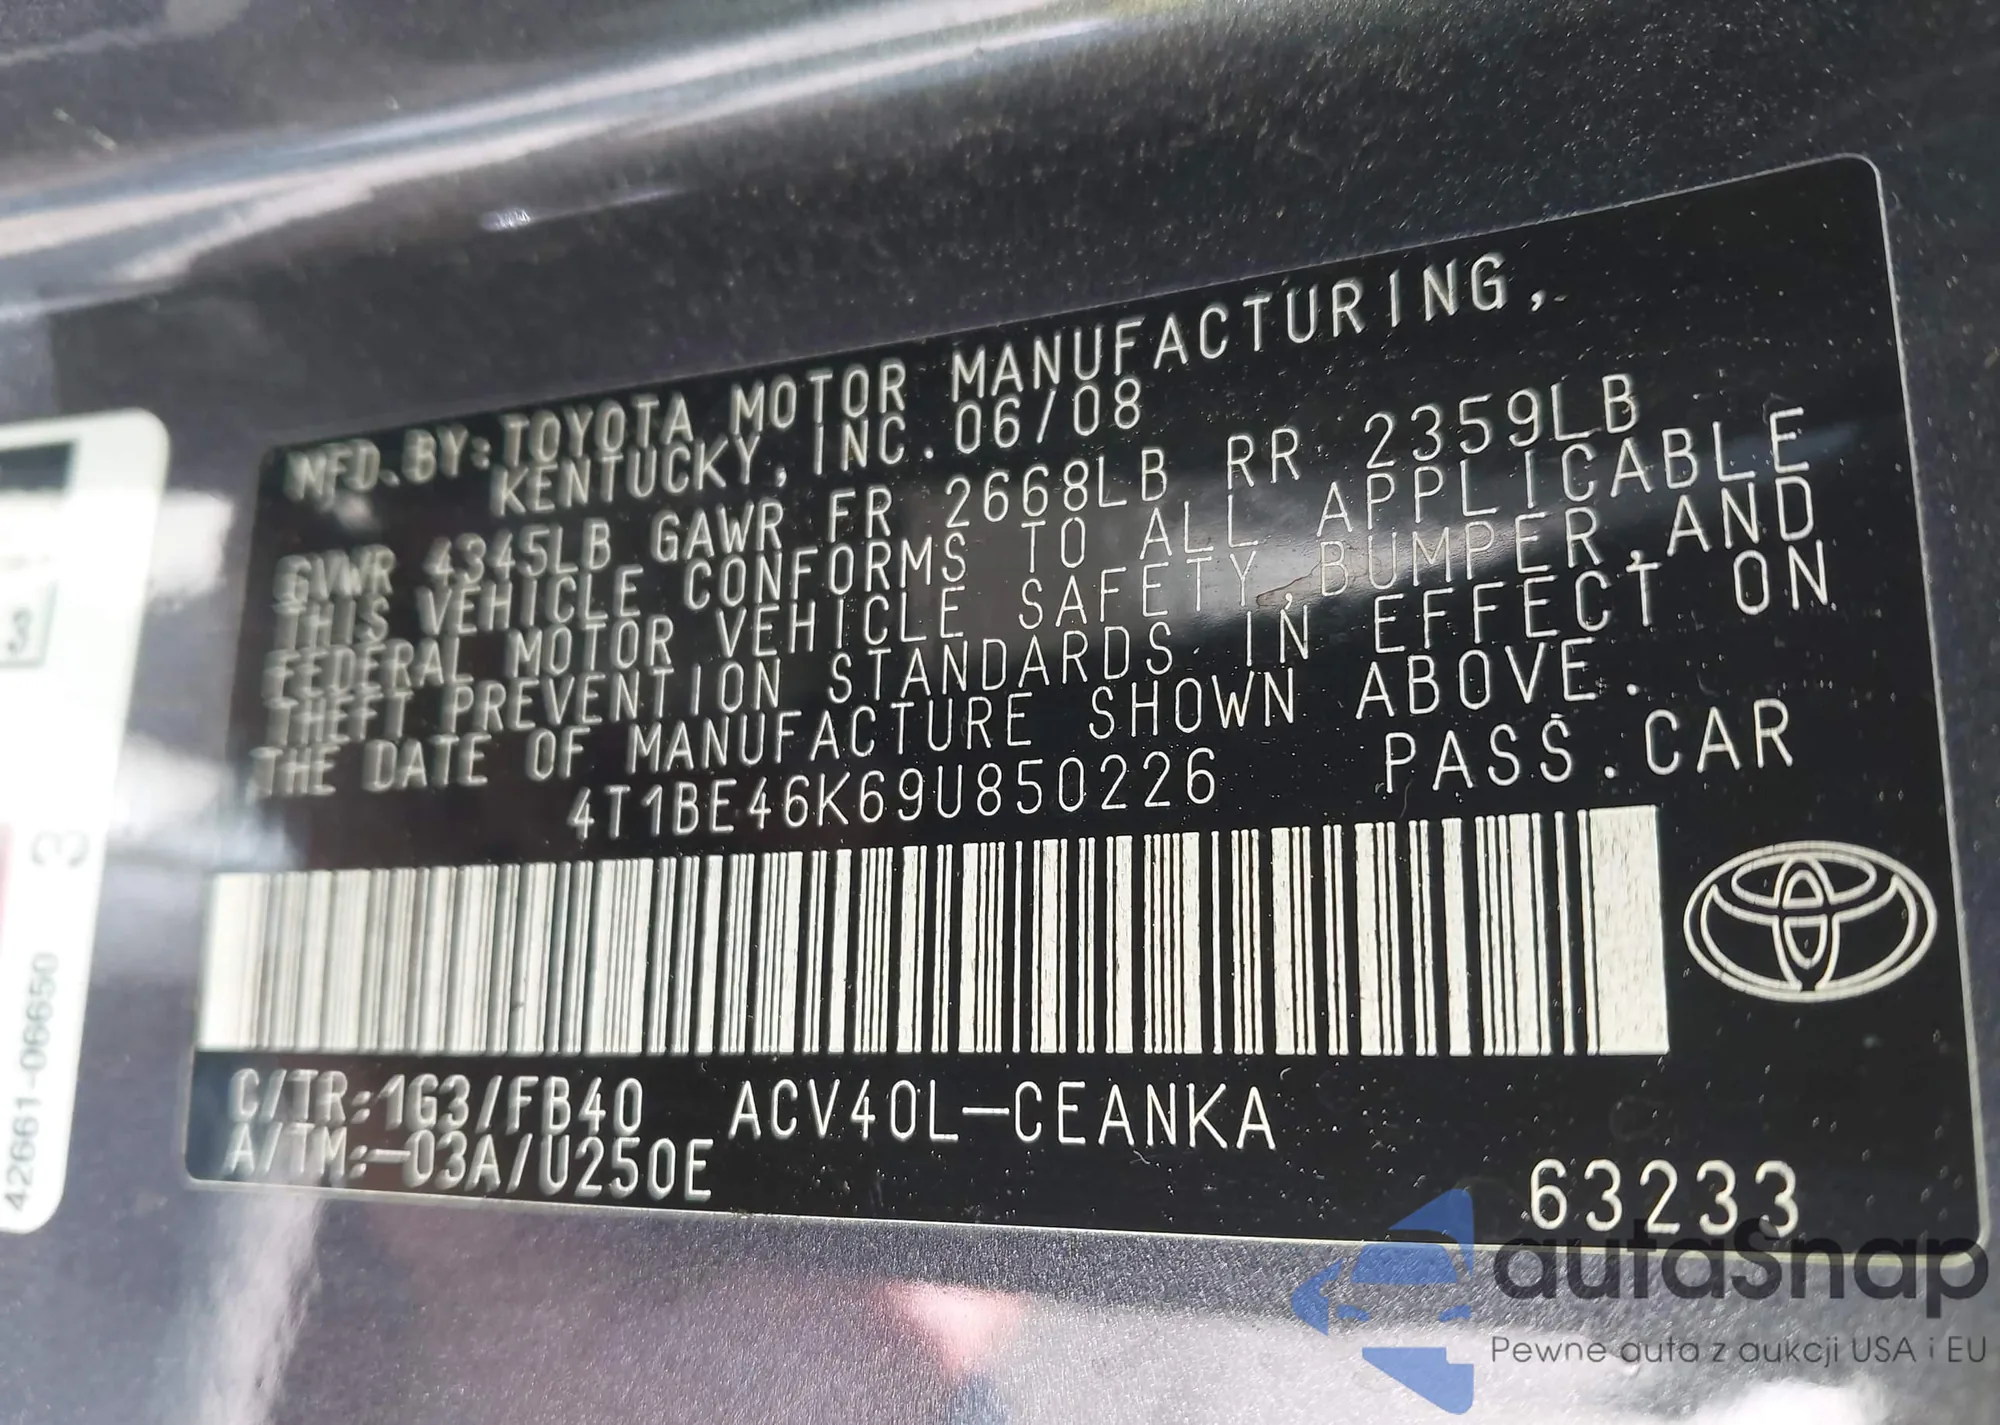 MFD.BY:TOYOTA MOTOR MANUFACTURING,
KENTUCKY, INC. 06/08
GVWR 4345LB GAWR FR 2668LB RR 2359LB
THIS VEHICLE CONFORMS TO ALL APPLICABLE
FEDERAL MOTOR VEHICLE SAFETY, BUMPER, AND
THEFT PREVENTION STANDARDS IN EFFECT ON
THE DATE OF MANUFACTURE SHOWN ABOVE.
4T1BE46K69U850226 PASS.CAR
C/TR:1G3/FB40 ACV40L-CEANKA
A/TM:-03A/U250E
63233
3
3
42661-06650
autaSnap
Pewne auta z aukcji USA i EU